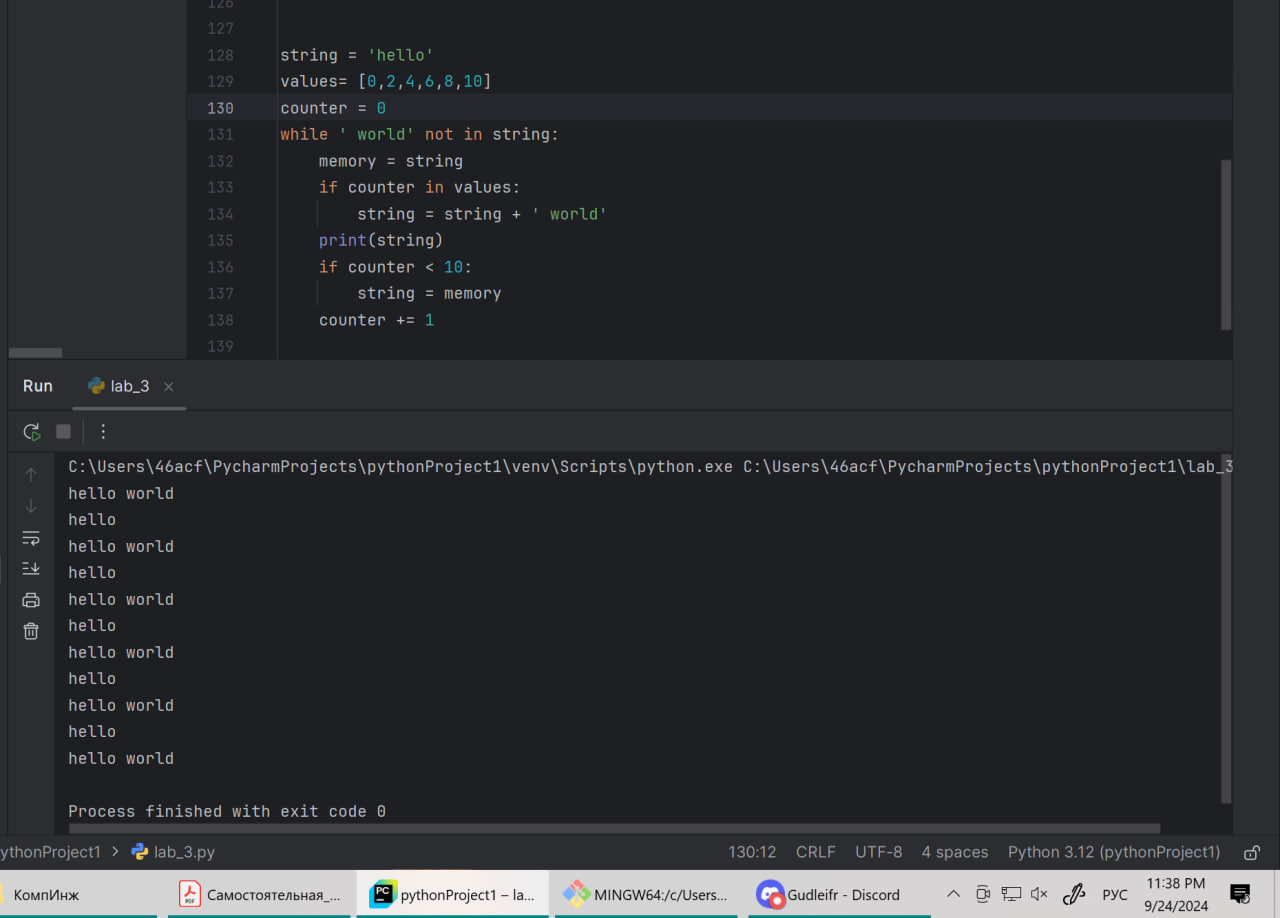 126
127
128 string = 'hello'
129 values= [0,2,4,6,8,10]
130 counter = 0
131 while ' world' not in string:
132 memory = string
133 if counter in values:
134 string = string + ' world'
135 print(string)
136 if counter < 10:
137 string = memory
138 counter += 1
139
Run lab_3
C:\Users\46acf\PycharmProjects\pythonProject1\venv\Scripts\python.exe C:\Users\46acf\PycharmProjects\pythonProject1\lab_3
hello world
hello
hello world
hello
hello world
hello
hello world
hello
hello world
hello
hello world
Process finished with exit code 0
ythonProject1 > lab_3.py 130:12 CRLF UTF-8 4 spaces Python 3.12 (pythonProject1)
КомпИнж PDF Самостоятельная_... PC pythonProject1 – la... MINGW64:/c/Users... Gudleifr - Discord РУС 11:38 PM
9/24/2024